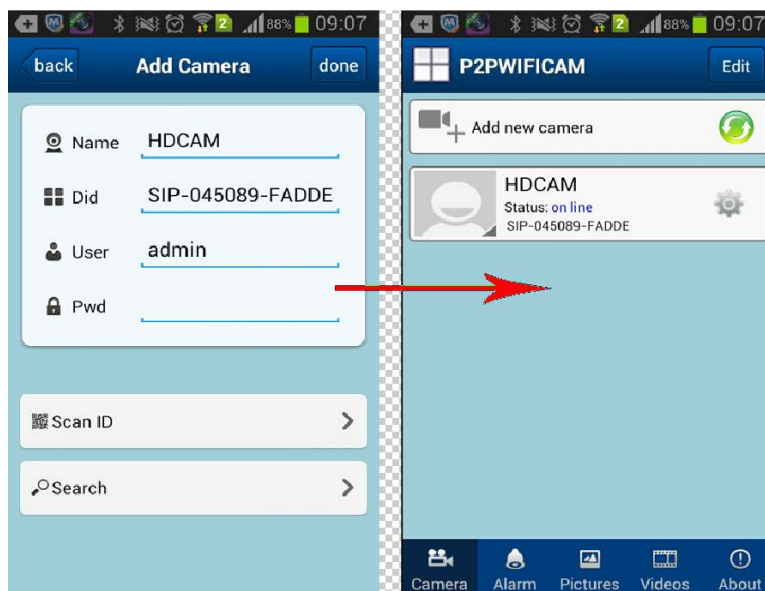 88% 09:07
back Add Camera done
Name HDCAM
Did SIP-045089-FADDE
User admin
Pwd
Scan ID
Search
2 88% 09:07
P2PWIFICAM Edit
Add new camera
HDCAM
Status: on line
SIP-045089-FADDE
Camera Alarm Pictures Videos About